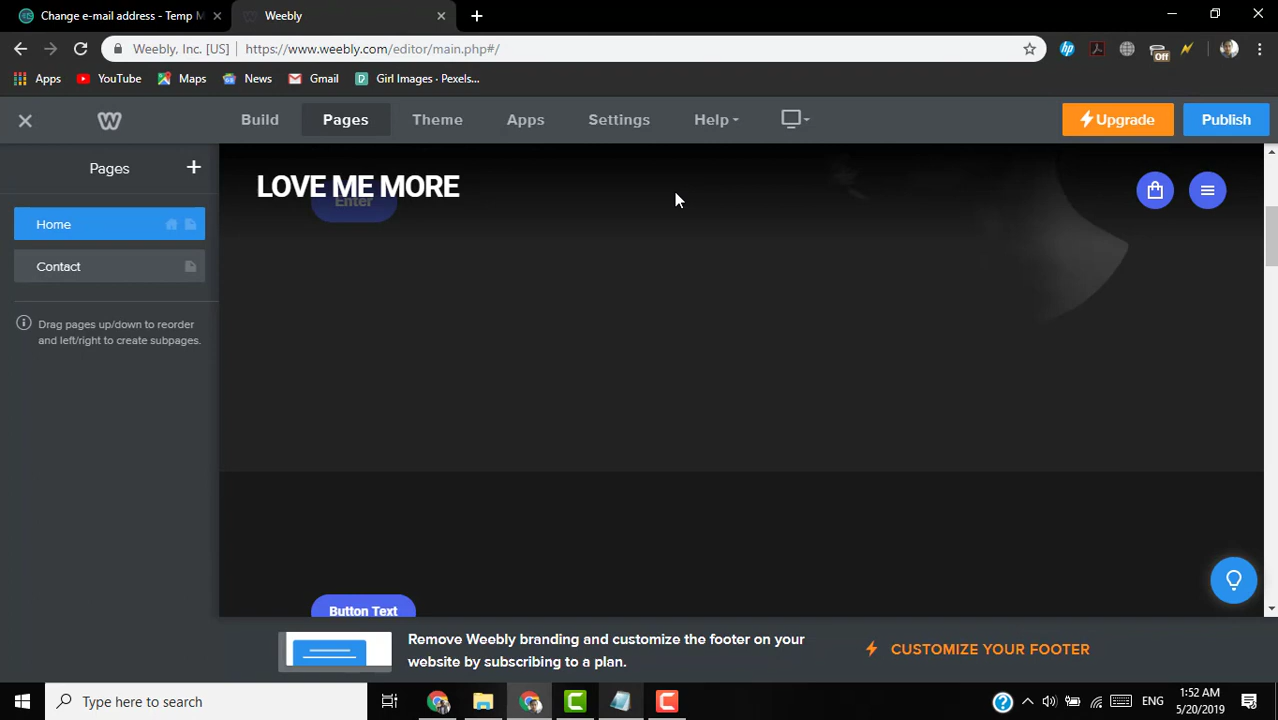 Change e-mail address - Temp M
Weebly
Weebly, Inc. [US]
https://www.weebly.com/editor/main.php#/
Off
Apps
YouTube
Maps
News
Gmail
Girl Images · Pexels...
Build
Pages
Theme
Apps
Settings
Help
Upgrade
Publish
Pages
LOVE ME MORE
Enter
Home
Contact
Drag pages up/down to reorder
and left/right to create subpages.
Button Text
Remove Weebly branding and customize the footer on your
website by subscribing to a plan.
CUSTOMIZE YOUR FOOTER
Type here to search
ENG
1:52 AM
5/20/2019